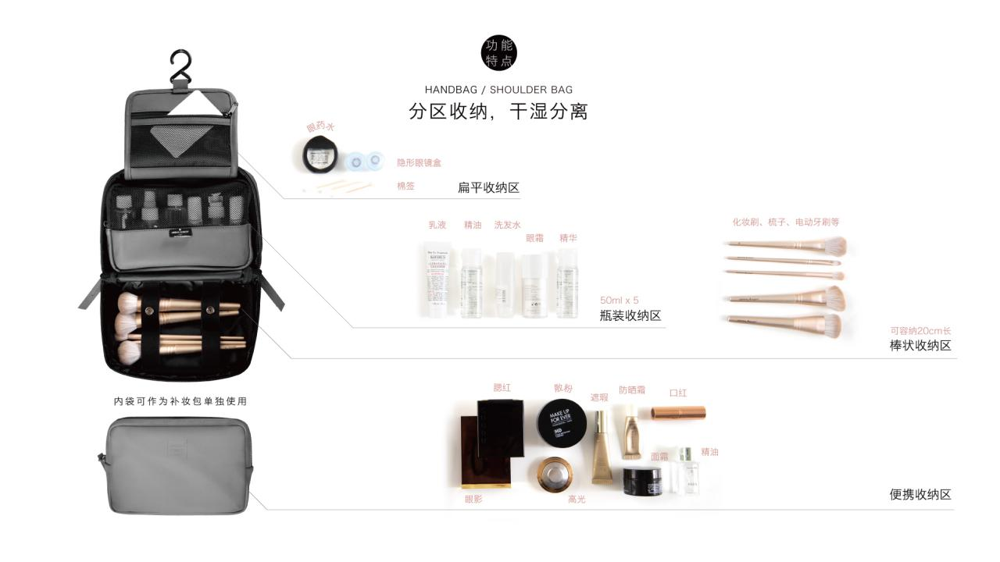 功能
特点
HANDBAG / SHOULDER BAG
分区收纳，干湿分离
眼药水
隐形眼镜盒
棉签
扁平收纳区
乳液
精油
洗发水
眼霜
精华
50ml x 5
瓶装收纳区
化妆刷、梳子、电动牙刷等
可容纳20cm长
棒状收纳区
内袋可作为补妆包单独使用
腮红
散粉
遮瑕
防晒霜
口红
MAKE UP
FOR EVER
HD
面霜
精油
眼影
高光
便携收纳区
KIEHL'S